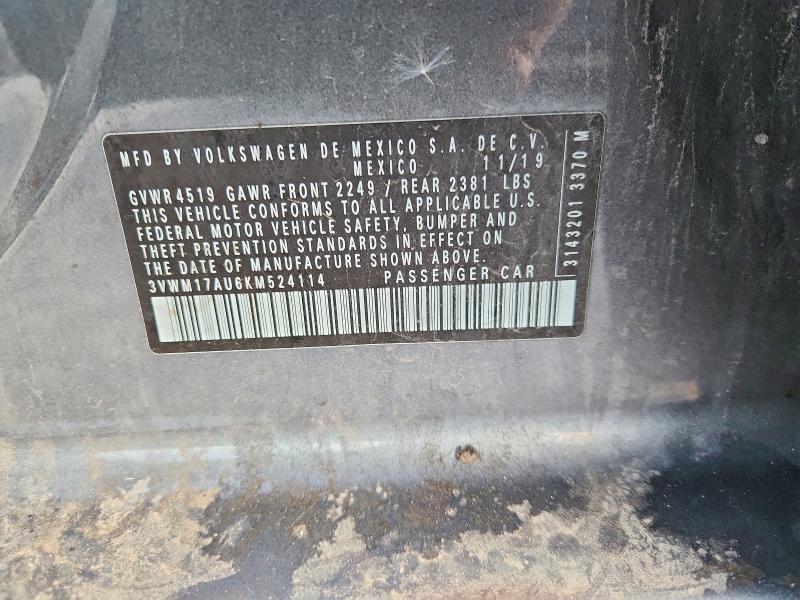 MFD BY VOLKSWAGEN DE MEXICO S.A. DE C.V.
MEXICO 11/19
GVWR 4519 GAWR FRONT 2249 / REAR 2381 LBS
THIS VEHICLE CONFORMS TO ALL APPLICABLE U.S.
FEDERAL MOTOR VEHICLE SAFETY, BUMPER AND
THEFT PREVENTION STANDARDS IN EFFECT ON
THE DATE OF MANUFACTURE SHOWN ABOVE.
3VWM17AU6KM524114 PASSENGER CAR
3143201 3370 M